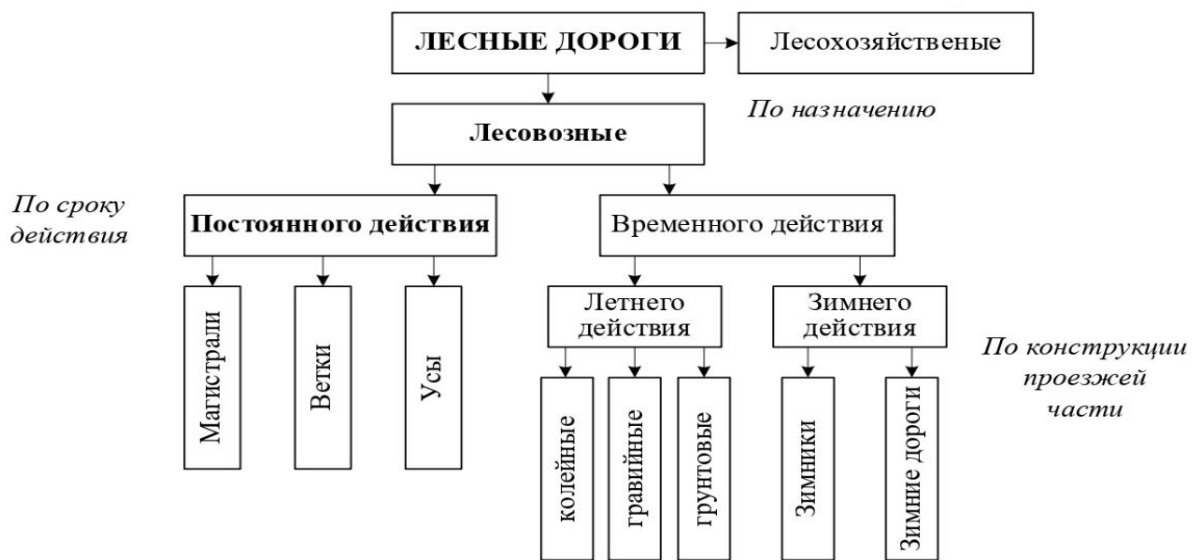 ЛЕСНЫЕ ДОРОГИ
Лесохозяйственые
По назначению
Лесовозные
По сроку
действия
Постоянного действия
Временного действия
Магистрали
Ветки
Усы
Летнего
действия
Зимнего
действия
По конструкции
проезжей
части
колейные
гравийные
грунтовые
Зимники
Зимние дороги